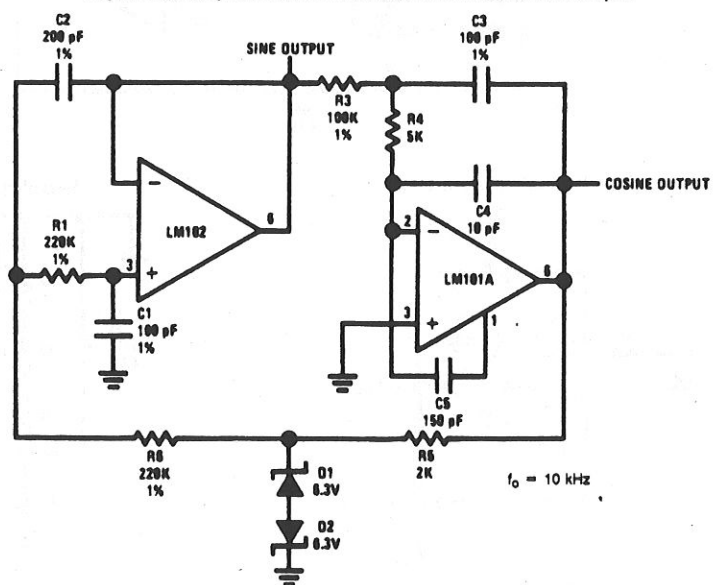 C2
200 pF
1%
SINE OUTPUT
C3
100 pF
1%
R3
100K
1%
R4
5K
COSINE OUTPUT
C4
10 pF
R1
220K
1%
LM102
6
3
2
LM101A
6
3
1
C1
100 pF
1%
C5
150 pF
R6
220K
1%
D1
6.3V
D2
6.3V
R5
2K
f₀ = 10 kHz